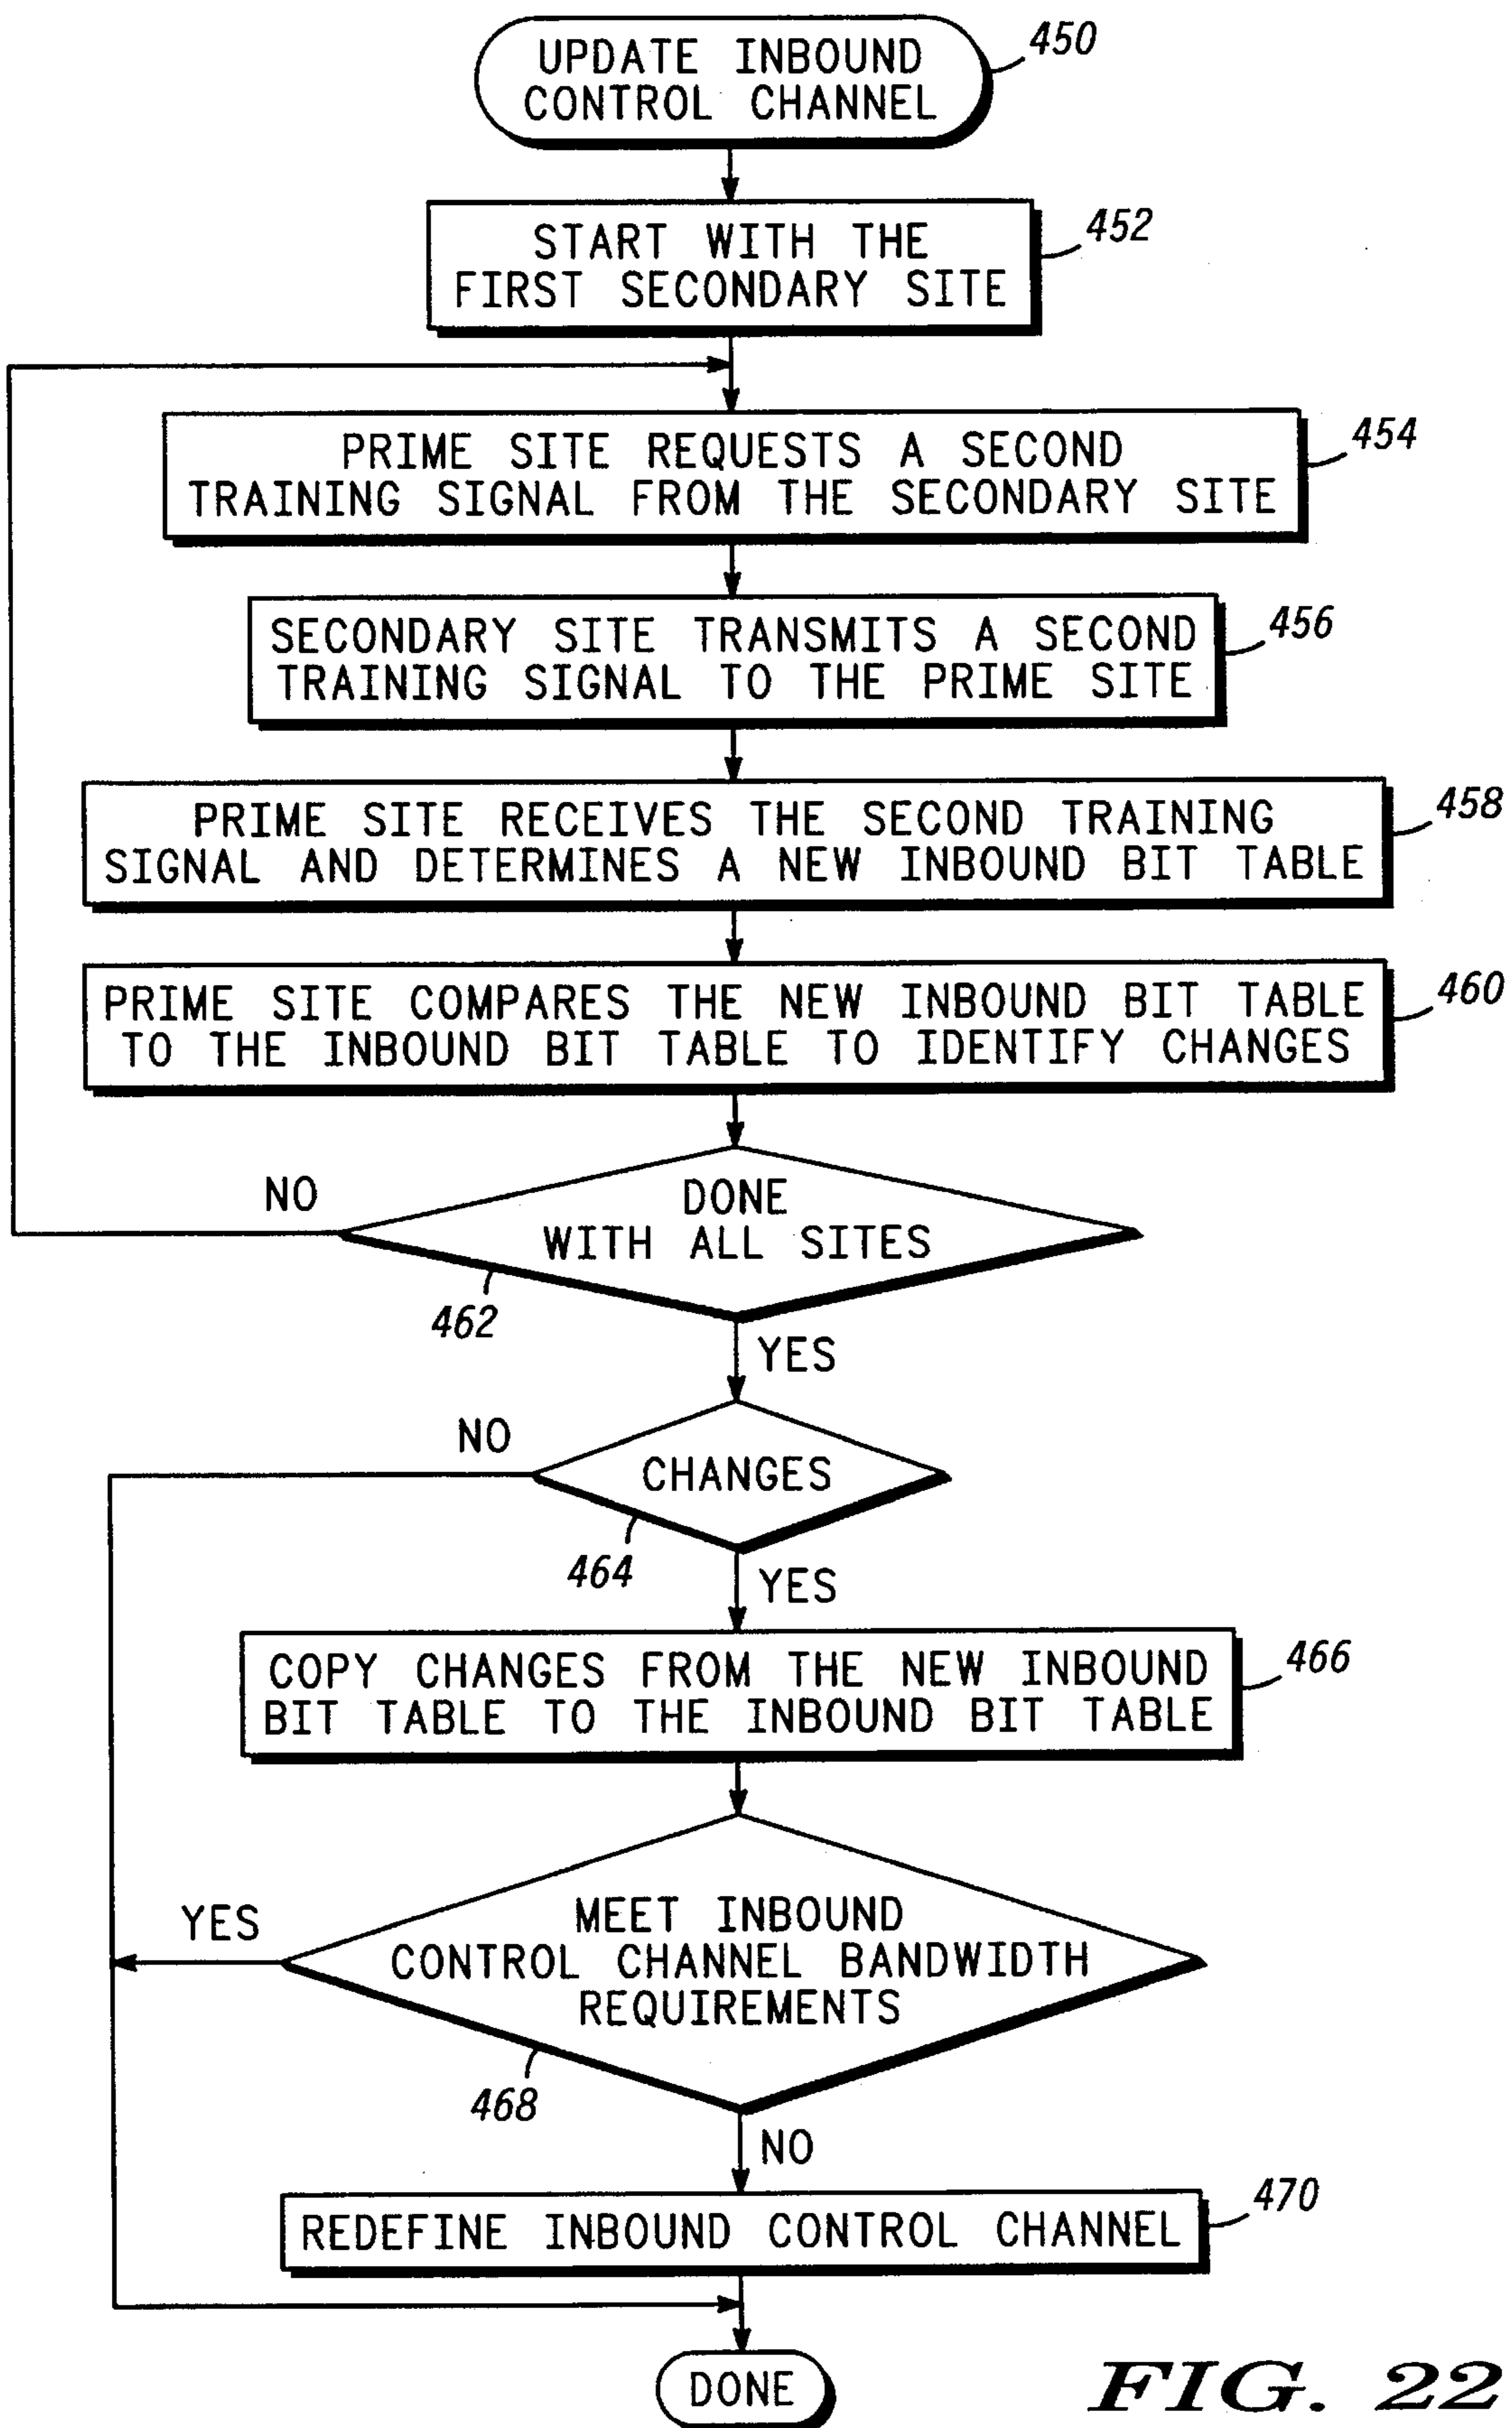 UPDATE INBOUND
CONTROL CHANNEL
450
START WITH THE
FIRST SECONDARY SITE
452
PRIME SITE REQUESTS A SECOND
TRAINING SIGNAL FROM THE SECONDARY SITE
454
SECONDARY SITE TRANSMITS A SECOND
TRAINING SIGNAL TO THE PRIME SITE
456
PRIME SITE RECEIVES THE SECOND TRAINING
SIGNAL AND DETERMINES A NEW INBOUND BIT TABLE
458
PRIME SITE COMPARES THE NEW INBOUND BIT TABLE
TO THE INBOUND BIT TABLE TO IDENTIFY CHANGES
460
NO
DONE
WITH ALL SITES
462
YES
NO
CHANGES
464
YES
COPY CHANGES FROM THE NEW INBOUND
BIT TABLE TO THE INBOUND BIT TABLE
466
YES
MEET INBOUND
CONTROL CHANNEL BANDWIDTH
REQUIREMENTS
468
NO
REDEFINE INBOUND CONTROL CHANNEL
470
DONE
FIG. 22